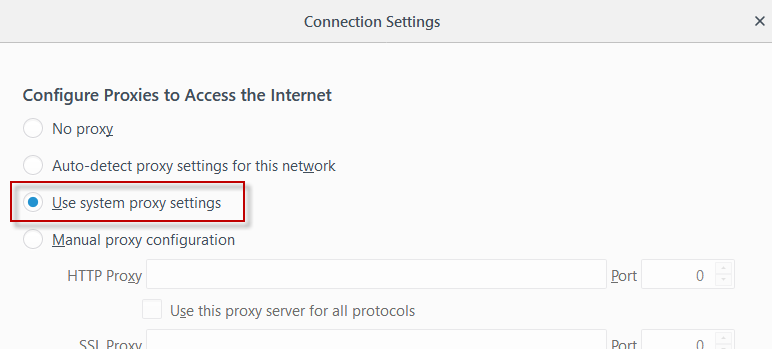 Connection Settings
Configure Proxies to Access the Internet
No proxy
Auto-detect proxy settings for this network
Use system proxy settings
Manual proxy configuration
HTTP Proxy Port 0
Use this proxy server for all protocols
SSL Proxy Port 0